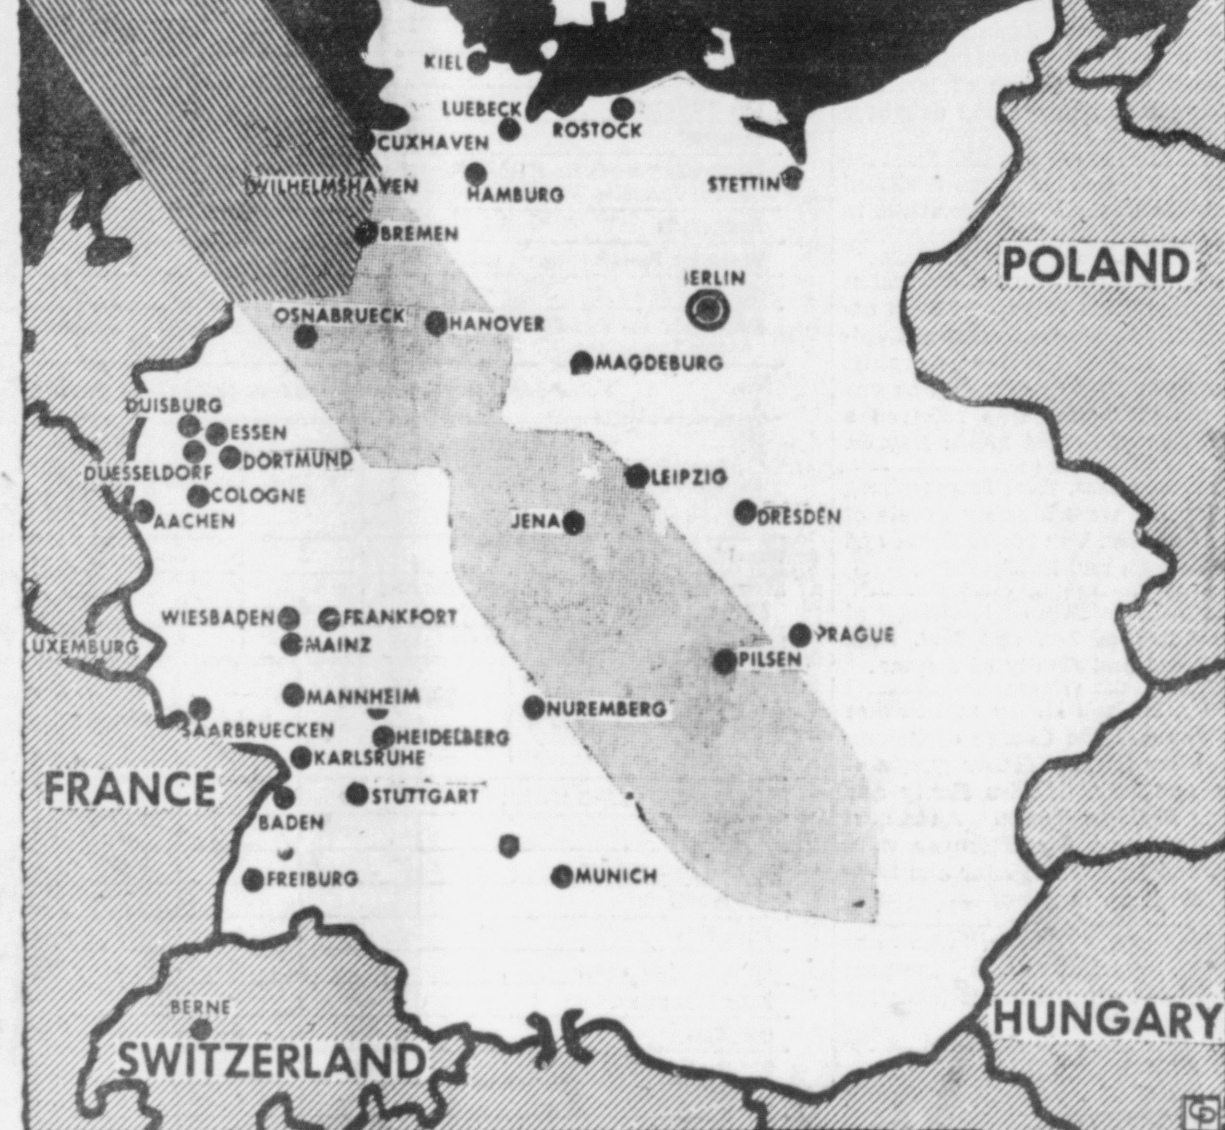 KIEL
LUEBECK
ROSTOCK
CUXHAVEN
WILHELMSHAVEN
HAMBURG
STETTIN
BREMEN
POLAND
IERLIN
OSNABRUECK
HANOVER
MAGDEBURG
DUISBURG
ESSEN
DORTMUND
DUESSELDORF
LEIPZIG
COLOGNE
AACHEN
JENA
DRESDEN
WIESBADEN
FRANKFORT
PRAGUE
LUXEMBURG
MAINZ
PILSEN
MANNHEIM
NUREMBERG
SAARBRUECKEN
HEIDELBERG
KARLSRUHE
FRANCE
STUTTGART
BADEN
FREIBURG
MUNICH
BERNE
HUNGARY
SWITZERLAND